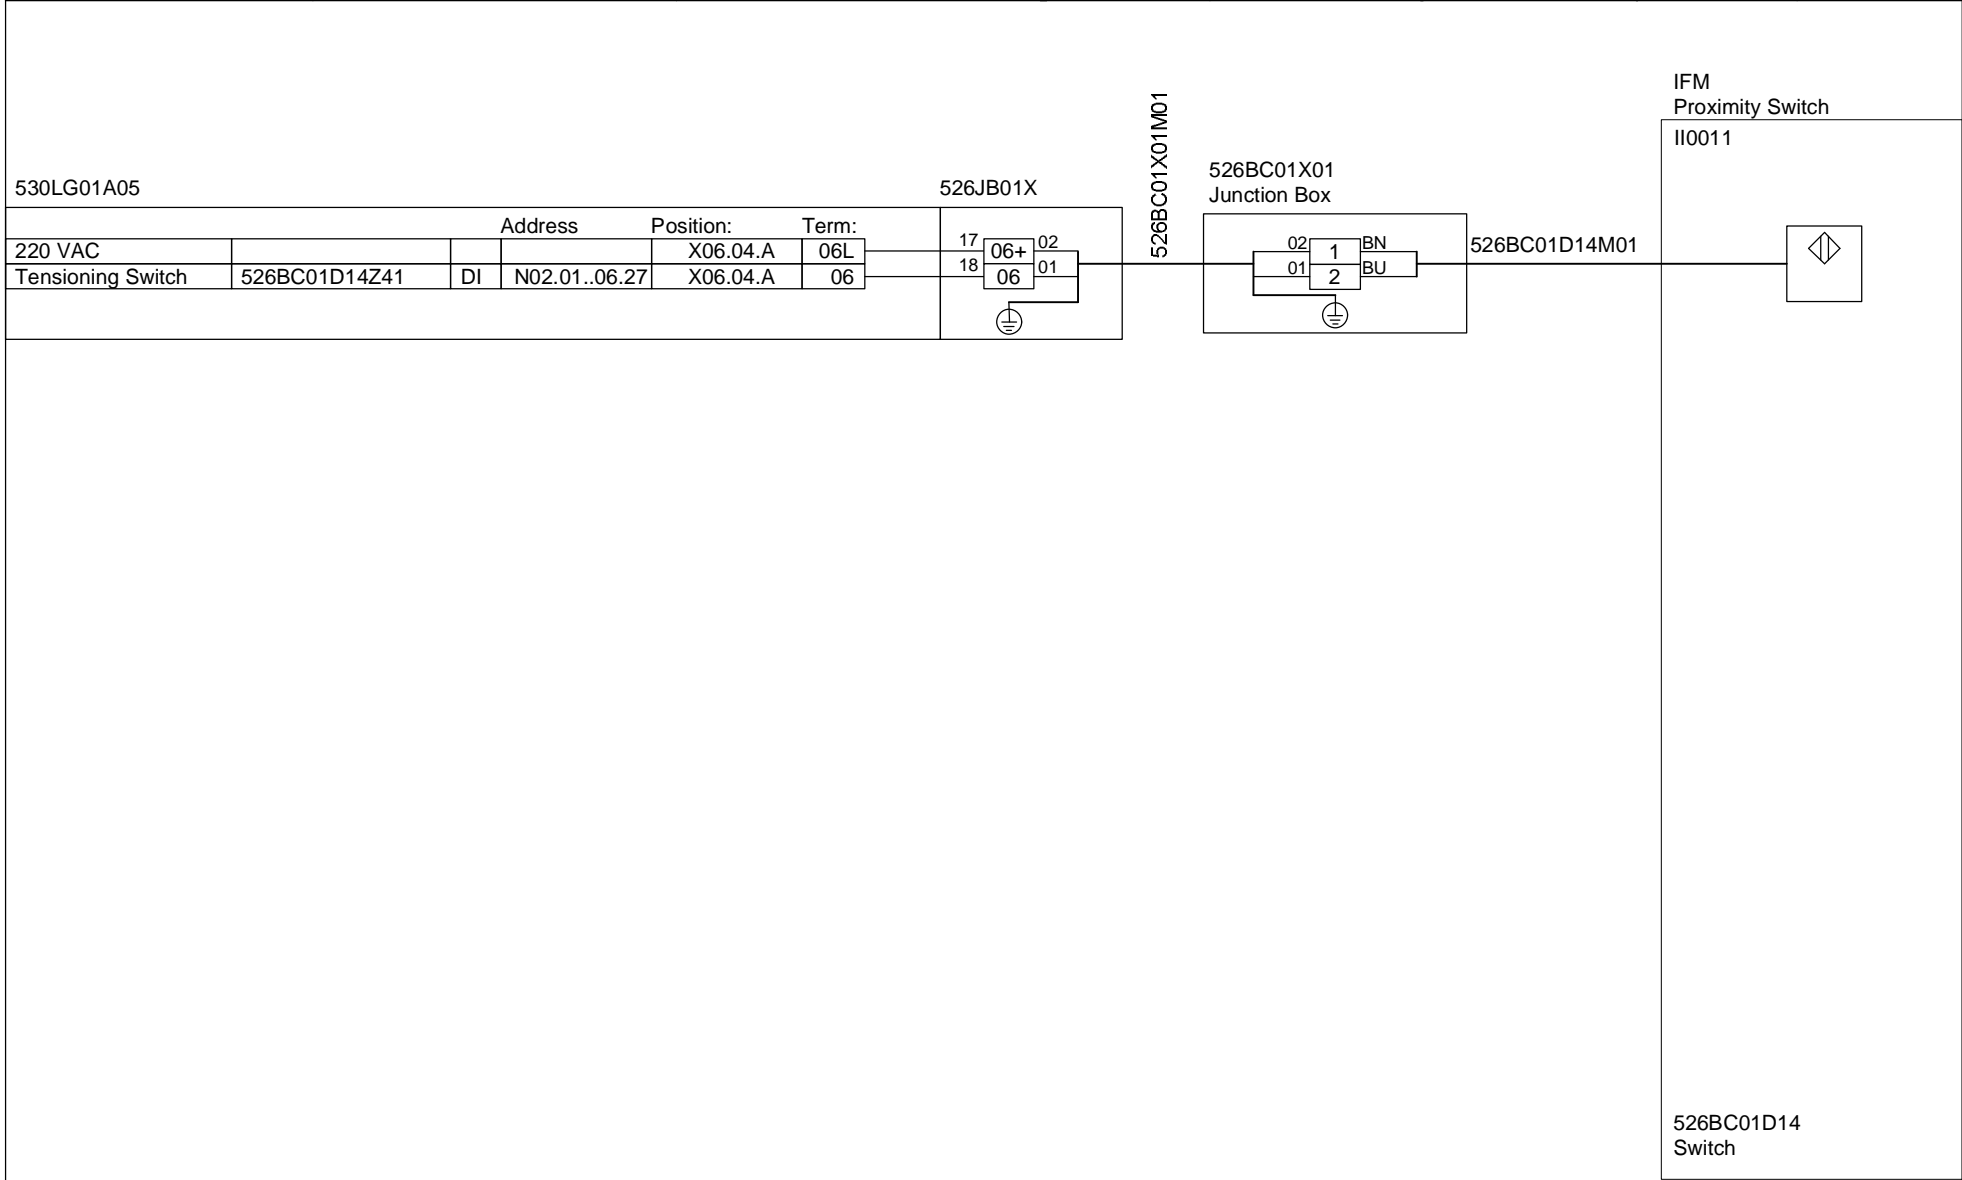 IFM
Proximity Switch
II0011
526BC01X01M01
526BC01X01
Junction Box
530LG01A05
526JB01X
Address Position: Term:
220 VAC X06.04.A 06L
Tensioning Switch 526BC01D14Z41 DI N02.01..06.27 X06.04.A 06
17 06+ 02
18 06 01
02 1 BN
01 2 BU
526BC01D14M01
526BC01D14
Switch